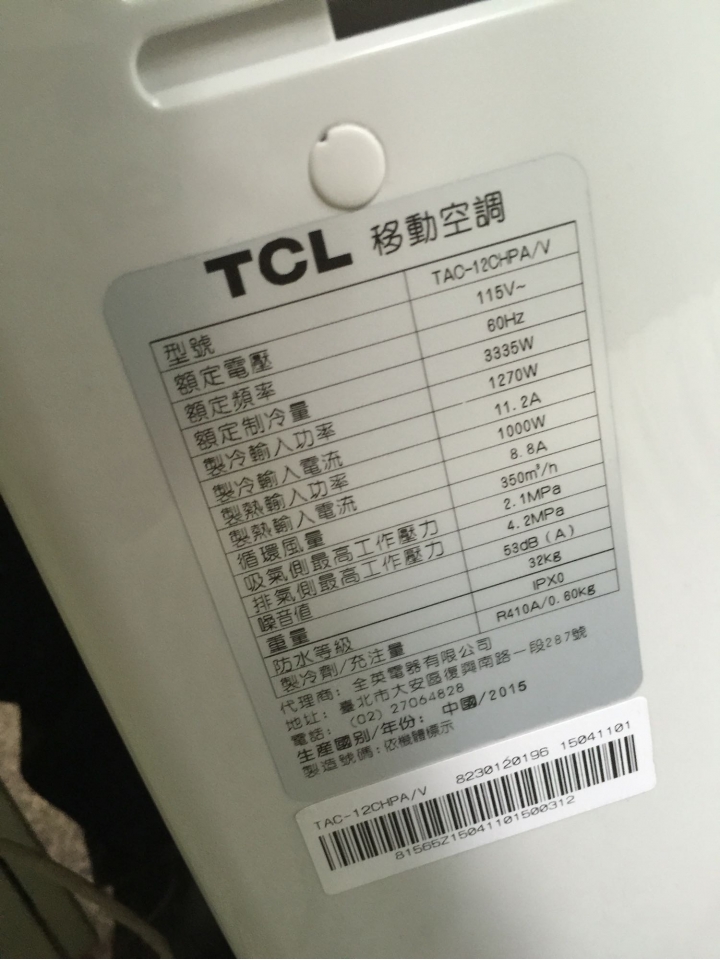 TCL 移動空調
型號 TAC-12CHPA/V
額定電壓 115V~
額定頻率 60Hz
額定制冷量 3335W
製冷輸入功率 1270W
製冷輸入電流 11.2A
製熱輸入功率 1000W
製熱輸入電流 8.8A
循環風量 350m³/h
吸氣側最高工作壓力 2.1MPa
排氣側最高工作壓力 4.2MPa
噪音值 53dB(A)
重量 32kg
防水等級 IPX0
製冷劑/充注量 R410A/0.60kg
代理商: 全英電器有限公司
地址: 臺北市大安區復興南路一段287號
電話: (02) 27064828
生產國別/年份: 中國/2015
製造號碼:依機體標示
TAC-12CHPA/V 8230120196 15041101
81565Z15041101500312